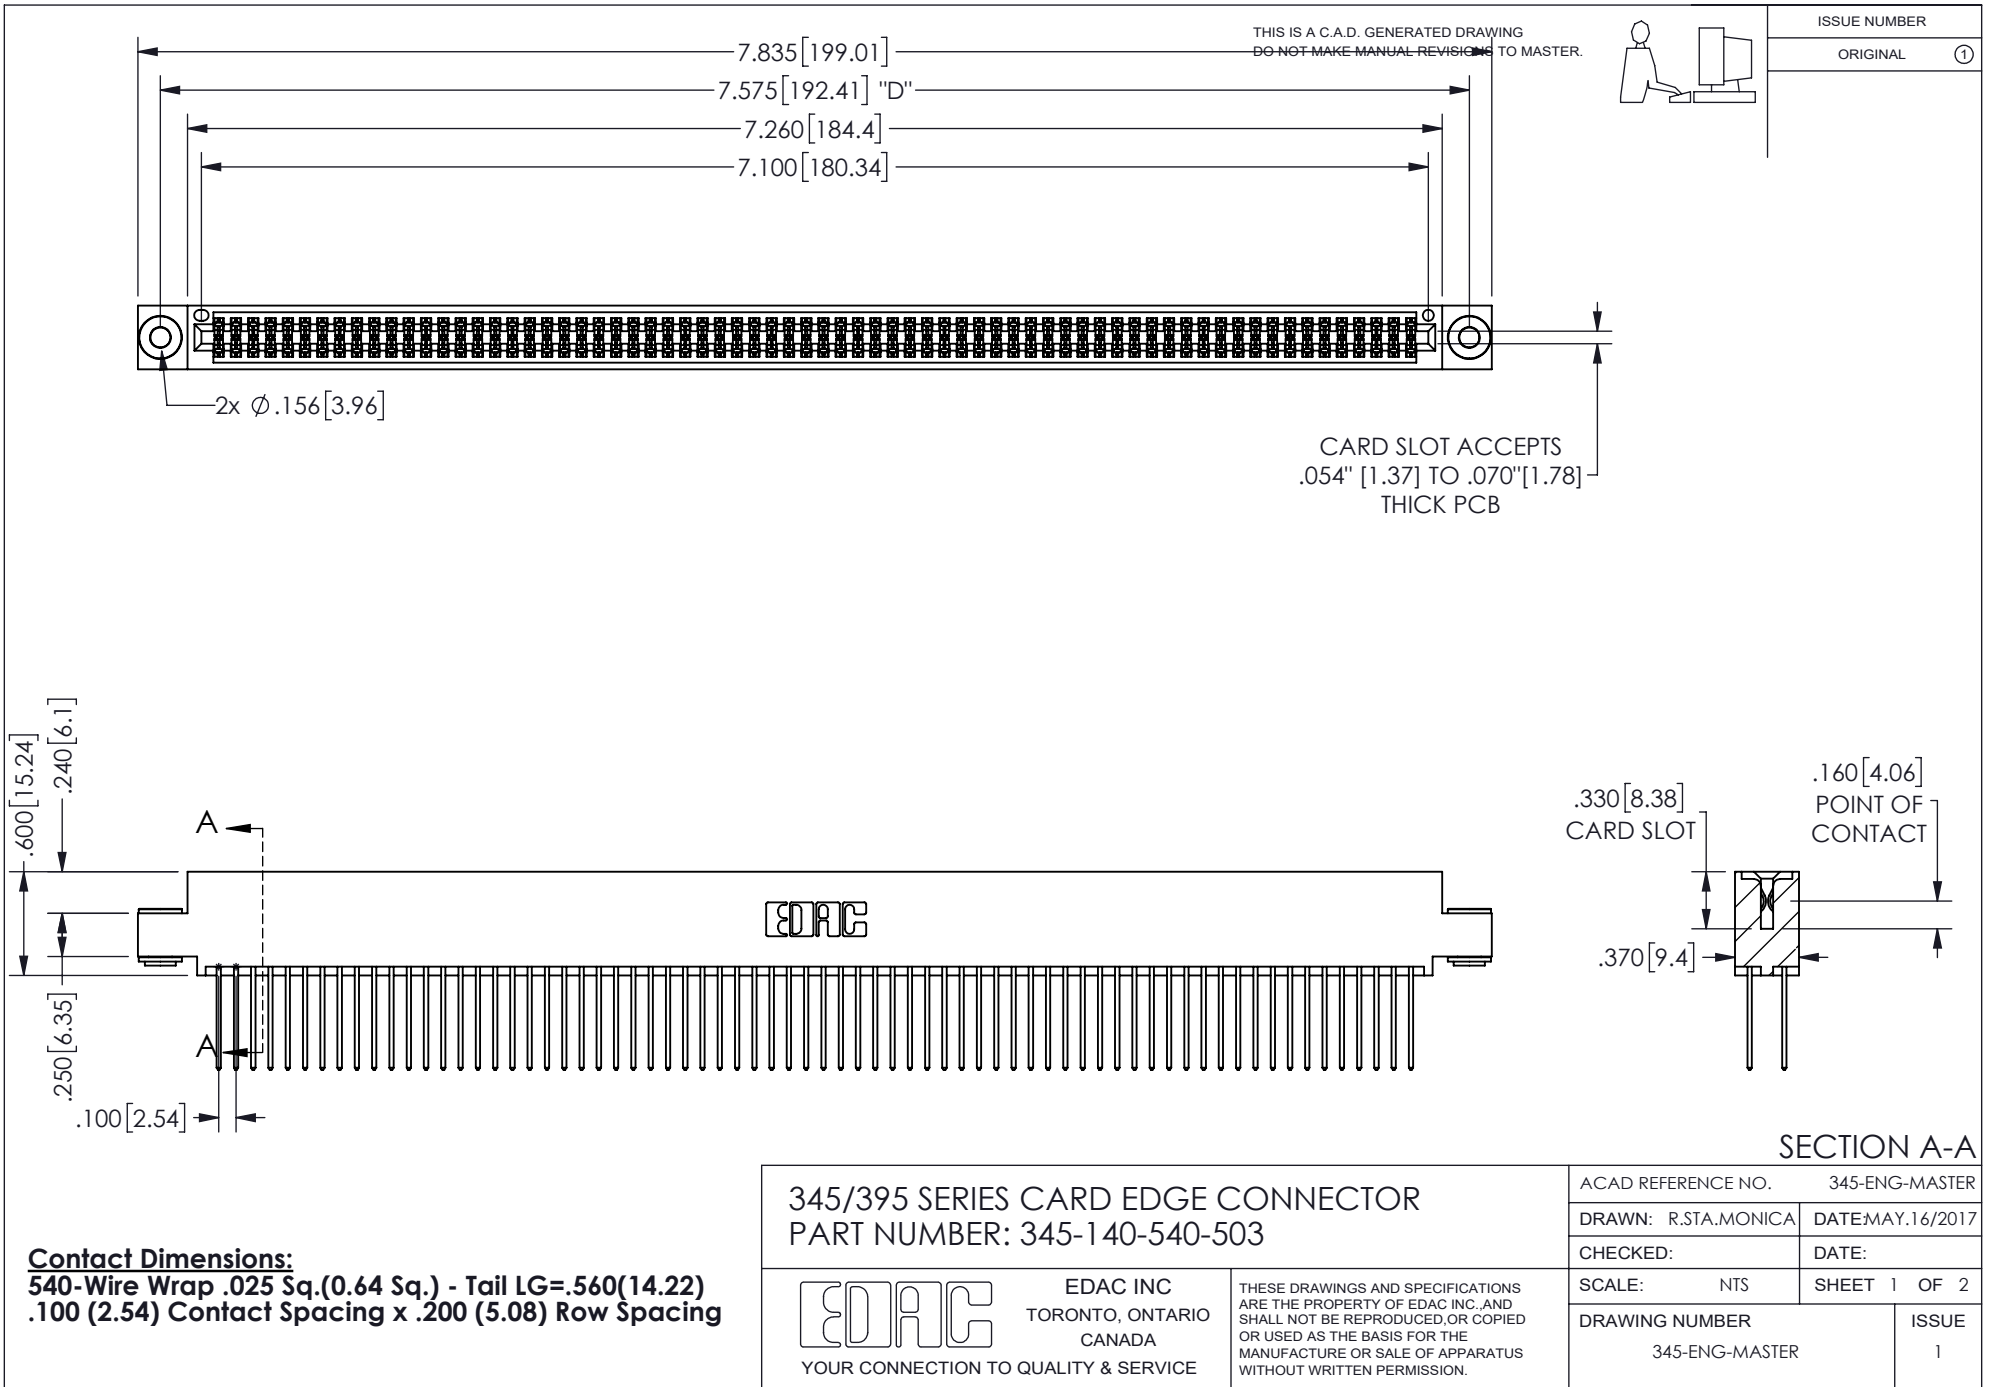 THIS IS A C.A.D. GENERATED DRAWING
DO NOT MAKE MANUAL REVISIONS TO MASTER.
ISSUE NUMBER
ORIGINAL 1
7.835[199.01]
7.575[192.41] "D"
7.260[184.4]
7.100[180.34]
2x ∅.156[3.96]
CARD SLOT ACCEPTS
.054" [1.37] TO .070"[1.78]
THICK PCB
.600[15.24]
.240[6.1]
.250[6.35]
.100[2.54]
A
A
EDAC
.330[8.38]
CARD SLOT
.160[4.06]
POINT OF
CONTACT
.370[9.4]
SECTION A-A
Contact Dimensions:
540-Wire Wrap .025 Sq.(0.64 Sq.) - Tail LG=.560(14.22)
.100 (2.54) Contact Spacing x .200 (5.08) Row Spacing
345/395 SERIES CARD EDGE CONNECTOR
PART NUMBER: 345-140-540-503
EDAC
EDAC INC
TORONTO, ONTARIO
CANADA
YOUR CONNECTION TO QUALITY & SERVICE
THESE DRAWINGS AND SPECIFICATIONS
ARE THE PROPERTY OF EDAC INC.,AND
SHALL NOT BE REPRODUCED,OR COPIED
OR USED AS THE BASIS FOR THE
MANUFACTURE OR SALE OF APPARATUS
WITHOUT WRITTEN PERMISSION.
ACAD REFERENCE NO. 345-ENG-MASTER
DRAWN: R.STA.MONICA DATE:MAY.16/2017
CHECKED: DATE:
SCALE: NTS SHEET 1 OF 2
DRAWING NUMBER ISSUE
345-ENG-MASTER 1